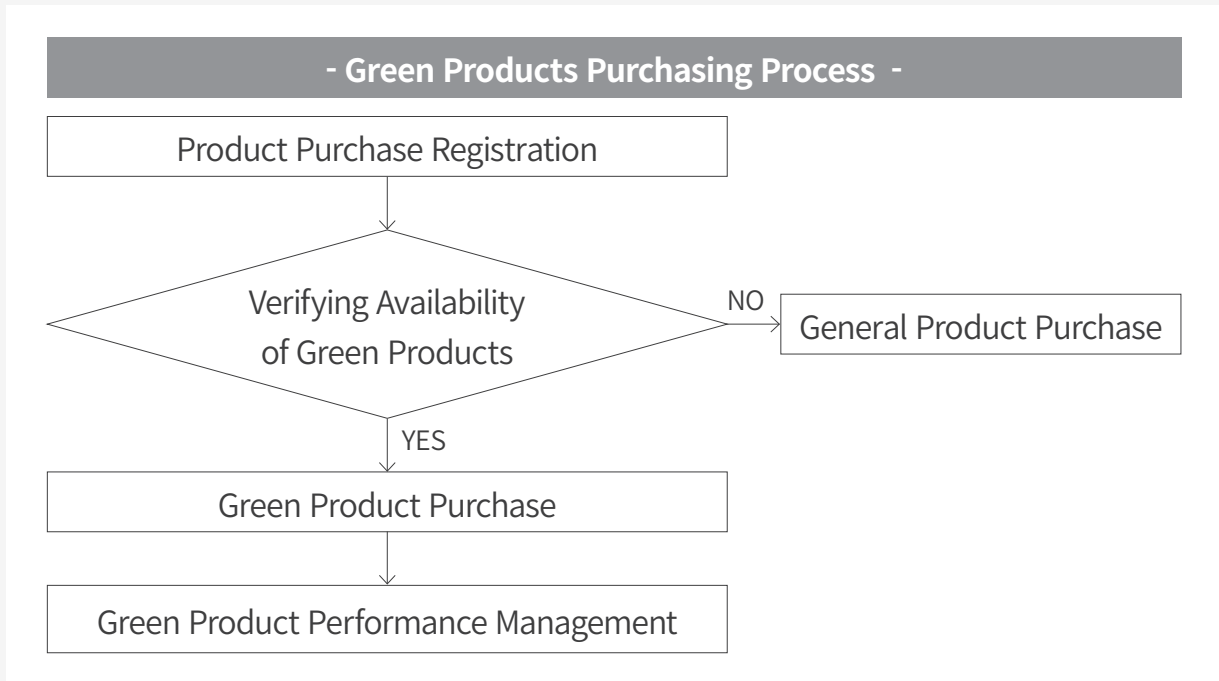 - Green Products Purchasing Process -
Product Purchase Registration
Verifying Availability
of Green Products
NO
General Product Purchase
YES
Green Product Purchase
Green Product Performance Management